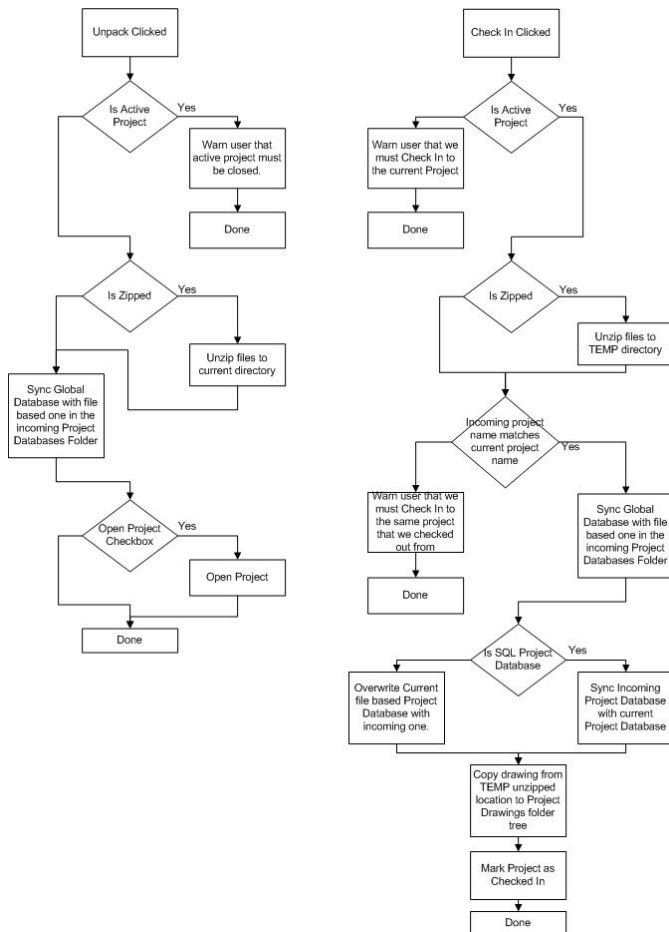 Unpack Clicked
Is Active
Project
Yes
Warn user that
active project must
be closed.
Done
Is Zipped
Yes
Unzip files to
current directory
Sync Global
Database with file
based one in the
incoming Project
Databases Folder
Open Project
Checkbox
Yes
Open Project
Done
Check In Clicked
Is Active
Project
Yes
Warn user that we
must Check In to
the current Project
Done
Is Zipped
Yes
Unzip files to
TEMP directory
Incoming project
name matches
current project
name
Yes
Warn user that we
must Check In to
the same project
that we checked
out from
Done
Sync Global
Database with file
based one in the
incoming Project
Databases Folder
Is SQL Project
Database
Yes
Overwrite Current
file based Project
Database with
incoming one.
Sync Incoming
Project Database
with current
Project Database
Copy drawing from
TEMP unzipped
location to Project
Drawings folder
tree
Mark Project as
Checked In
Done